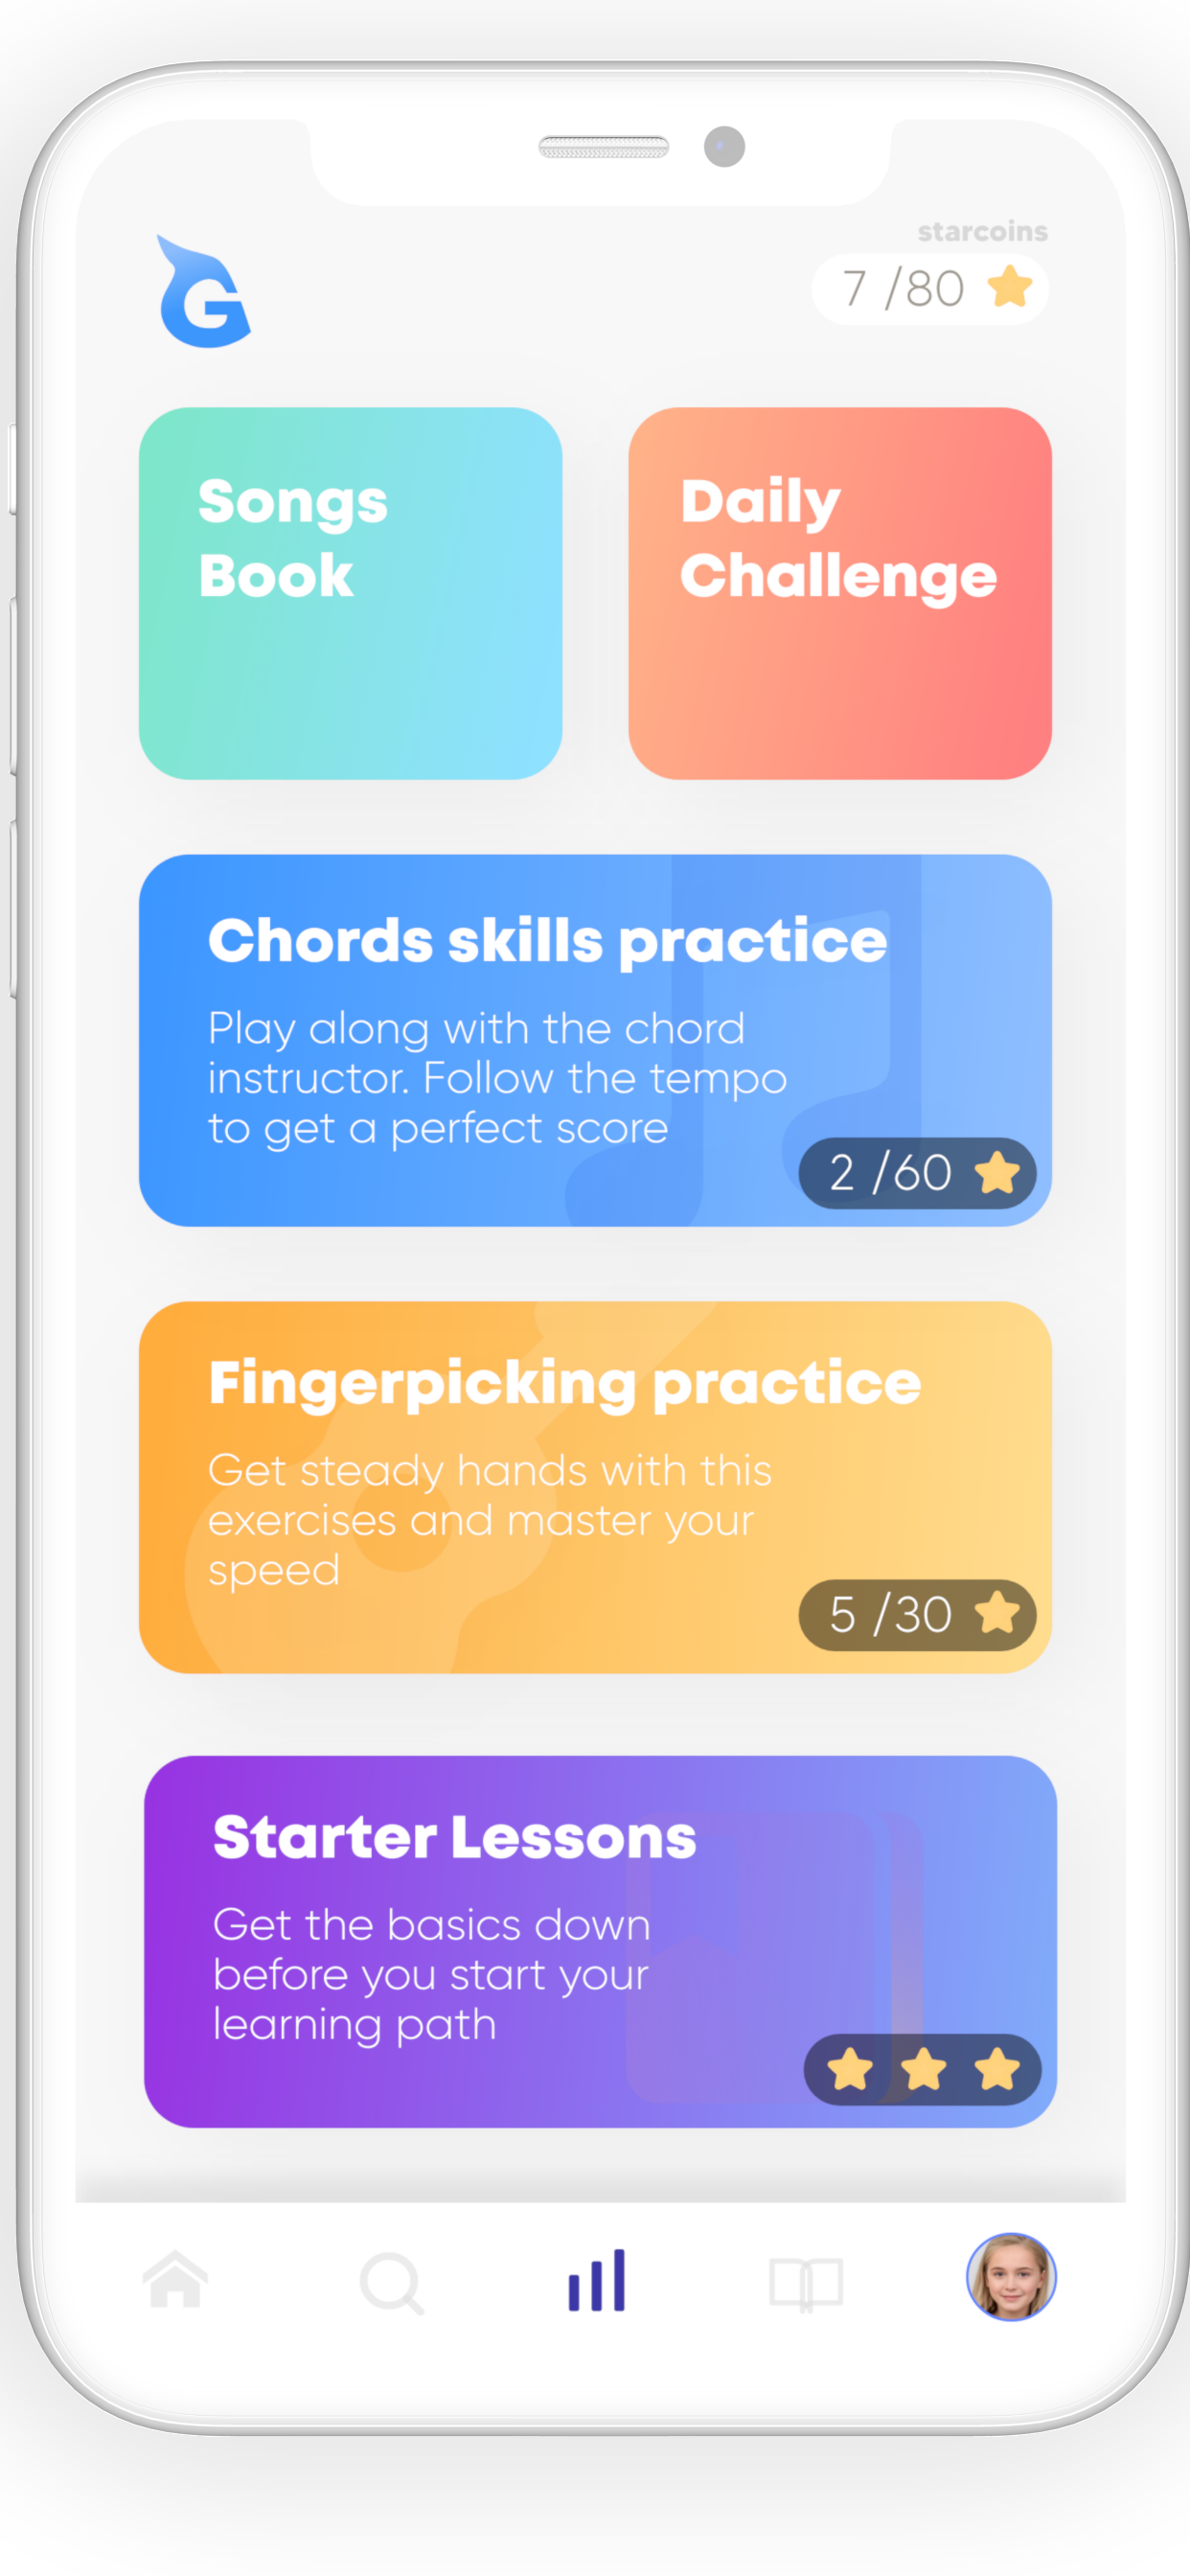 starcoins
G
7 /80
Songs
Book
Daily
Challenge
Chords skills practice
Play along with the chord
instructor. Follow the tempo
to get a perfect score
2 /60
Fingerpicking practice
Get steady hands with this
exercises and master your
speed
5 /30
Starter Lessons
Get the basics down
before you start your
learning path